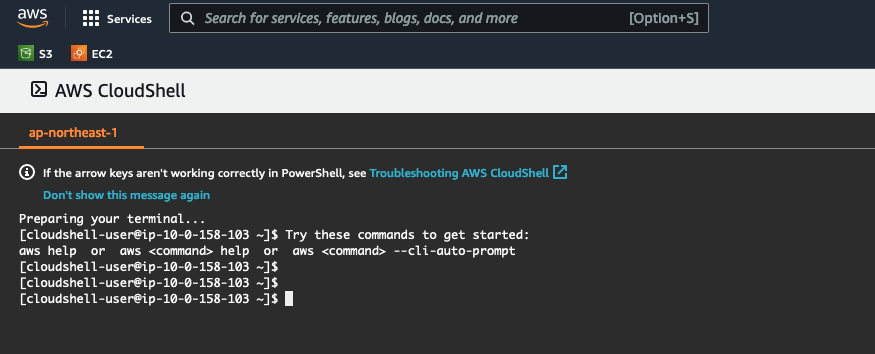 aws
Services
Search for services, features, blogs, docs, and more
[Option+S]
S3
EC2
AWS CloudShell
ap-northeast-1
If the arrow keys aren't working correctly in PowerShell, see Troubleshooting AWS CloudShell
Don't show this message again
Preparing your terminal...
[cloudshell-user@ip-10-0-158-103 ~]$ Try these commands to get started:
aws help  or  aws <command> help  or  aws <command> --cli-auto-prompt
[cloudshell-user@ip-10-0-158-103 ~]$
[cloudshell-user@ip-10-0-158-103 ~]$
[cloudshell-user@ip-10-0-158-103 ~]$